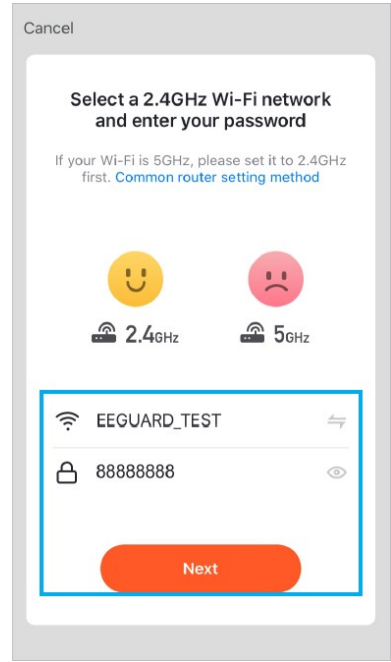 Cancel
Select a 2.4GHz Wi-Fi network
and enter your password
If your Wi-Fi is 5GHz, please set it to 2.4GHz
first. Common router setting method
2.4GHz
5GHz
EEGUARD_TEST
88888888
Next